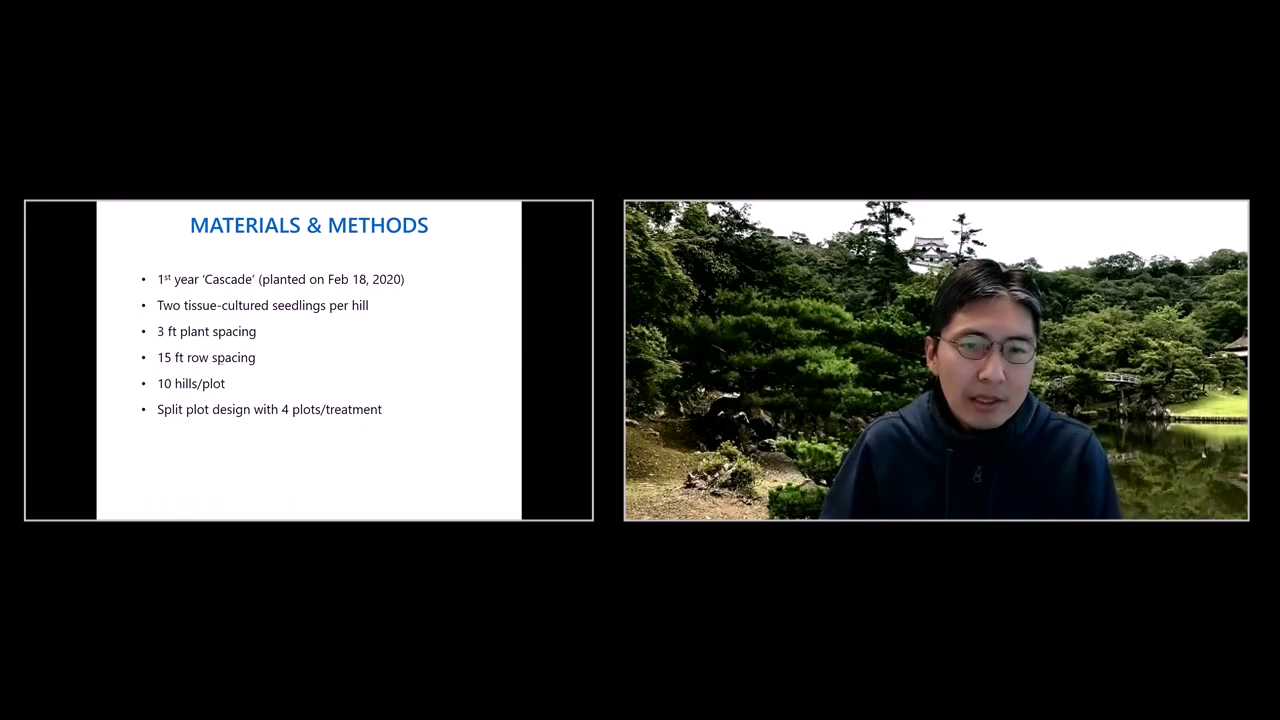 MATERIALS & METHODS
• 1st year ‘Cascade’ (planted on Feb 18, 2020)
• Two tissue-cultured seedlings per hill
• 3 ft plant spacing
• 15 ft row spacing
• 10 hills/plot
• Split plot design with 4 plots/treatment